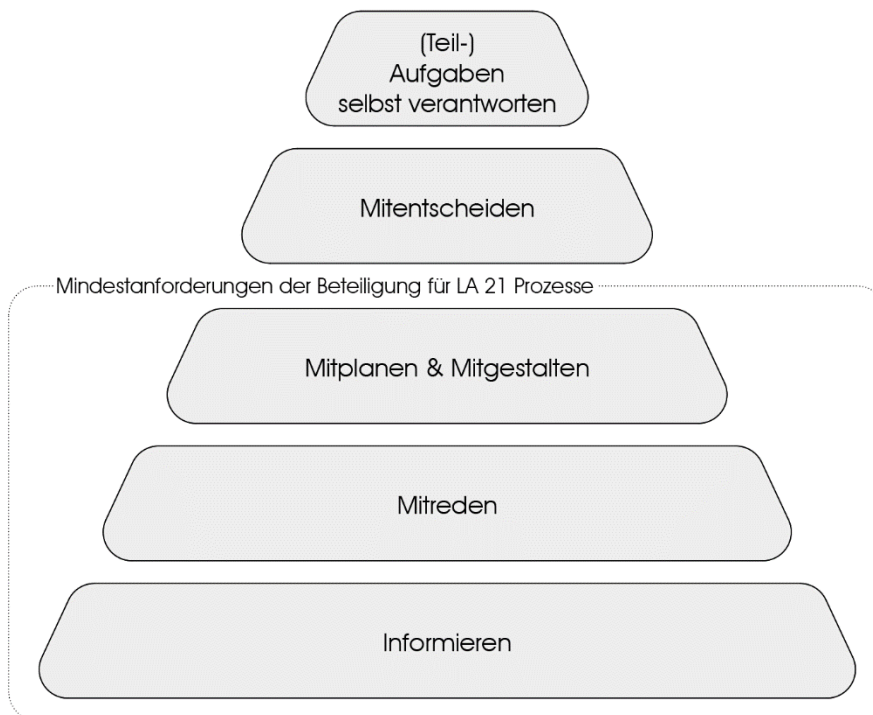 (Teil-)
Aufgaben
selbst verantworten
Mitentscheiden
Mindestanforderungen der Beteiligung für LA 21 Prozesse
Mitplanen & Mitgestalten
Mitreden
Informieren